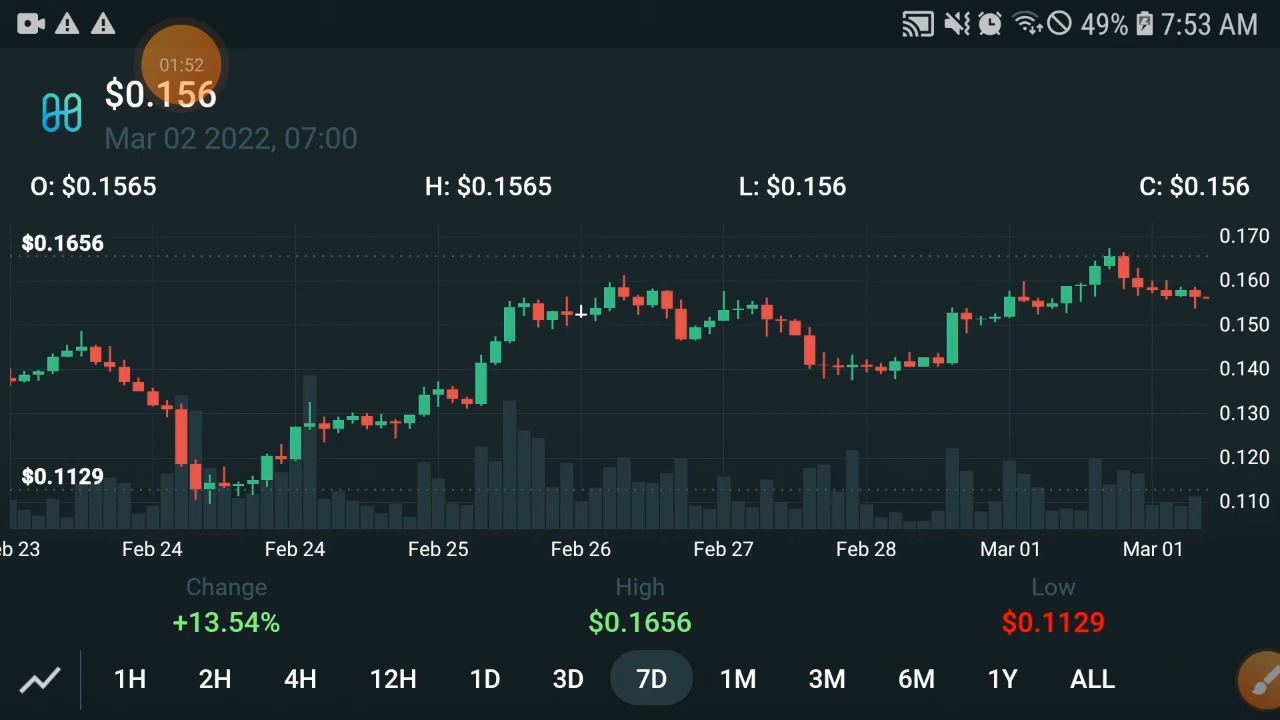 49% 7:53 AM
01:52
$0.156
Mar 02 2022, 07:00
O: $0.1565 H: $0.1565 L: $0.156 C: $0.156
$0.1656
0.170
0.160
0.150
0.140
0.130
0.120
$0.1129
0.110
eb 23 Feb 24 Feb 24 Feb 25 Feb 26 Feb 27 Feb 28 Mar 01 Mar 01
Change High Low
+13.54% $0.1656 $0.1129
1H 2H 4H 12H 1D 3D 7D 1M 3M 6M 1Y ALL